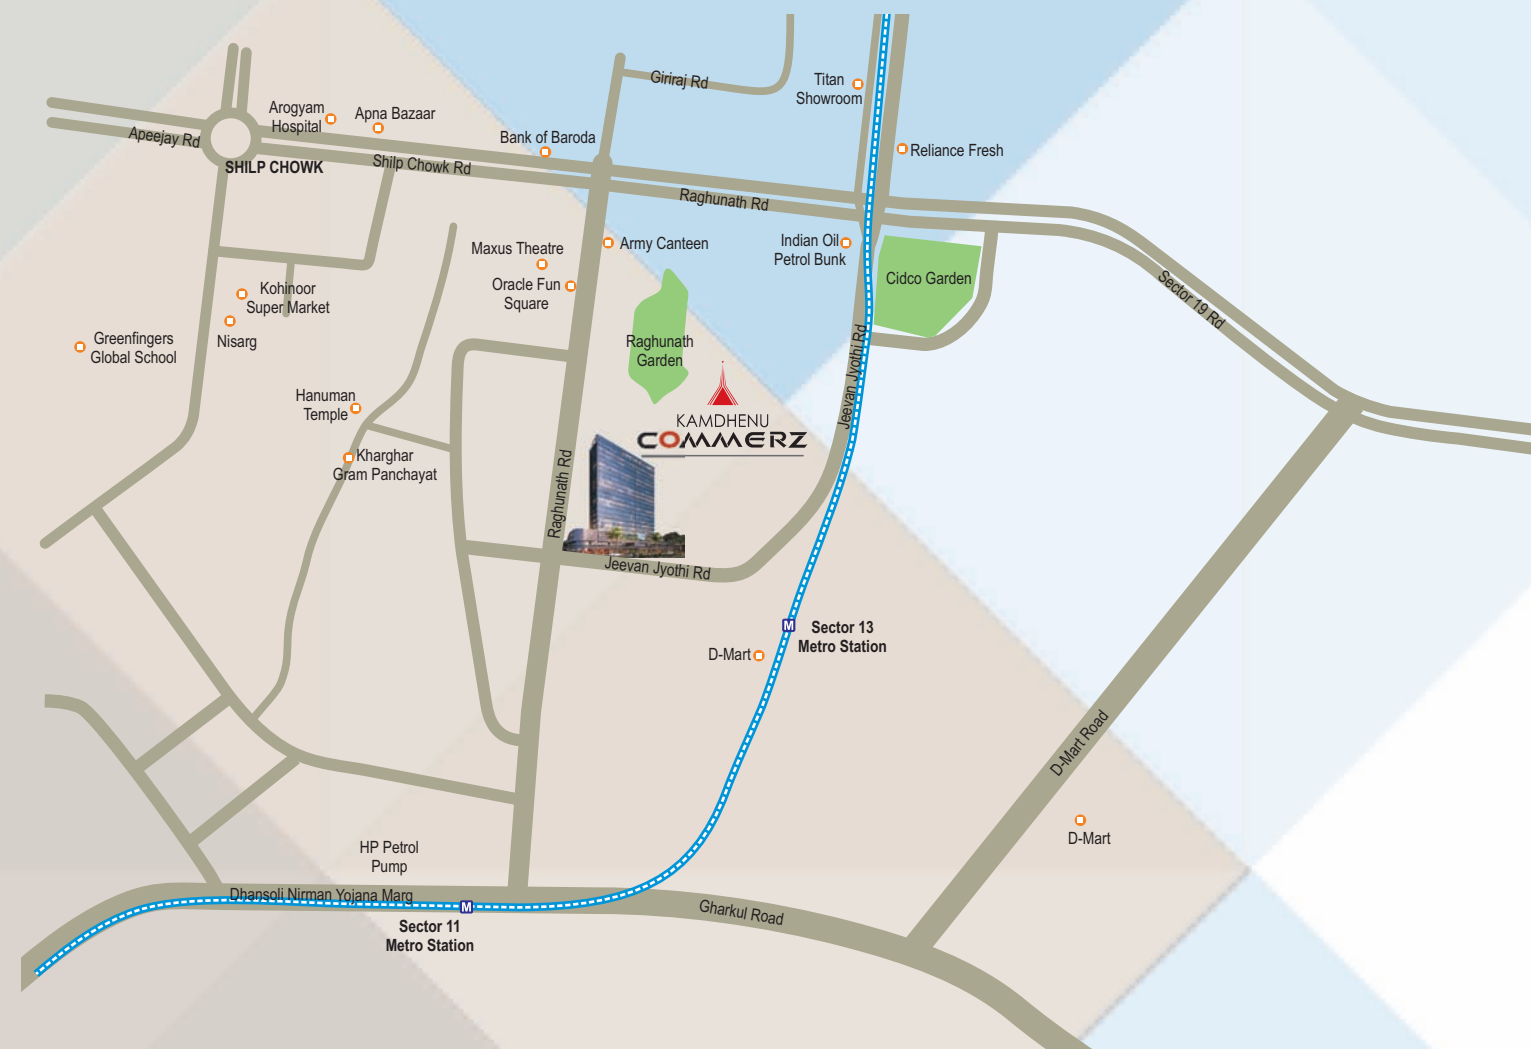 Giriraj Rd
Titan
Showroom
Arogyam
Hospital
Apna Bazaar
Apeejay Rd
Bank of Baroda
Reliance Fresh
SHILP CHOWK
Shilp Chowk Rd
Raghunath Rd
Maxus Theatre
Army Canteen
Indian Oil
Petrol Bunk
Cidco Garden
Oracle Fun
Square
Kohinoor
Super Market
Sector 19 Rd
Nisarg
Greenfingers
Global School
Raghunath
Garden
Jeevan Jyothi Rd
Hanuman
Temple
KAMDHENU
COMMERZ
Kharghar
Gram Panchayat
Raghunath Rd
Jeevan Jyothi Rd
M
Sector 13
Metro Station
D-Mart
D-Mart Road
D-Mart
HP Petrol
Pump
Dhansoli Nirman Yojana Marg
M
Gharkul Road
Sector 11
Metro Station